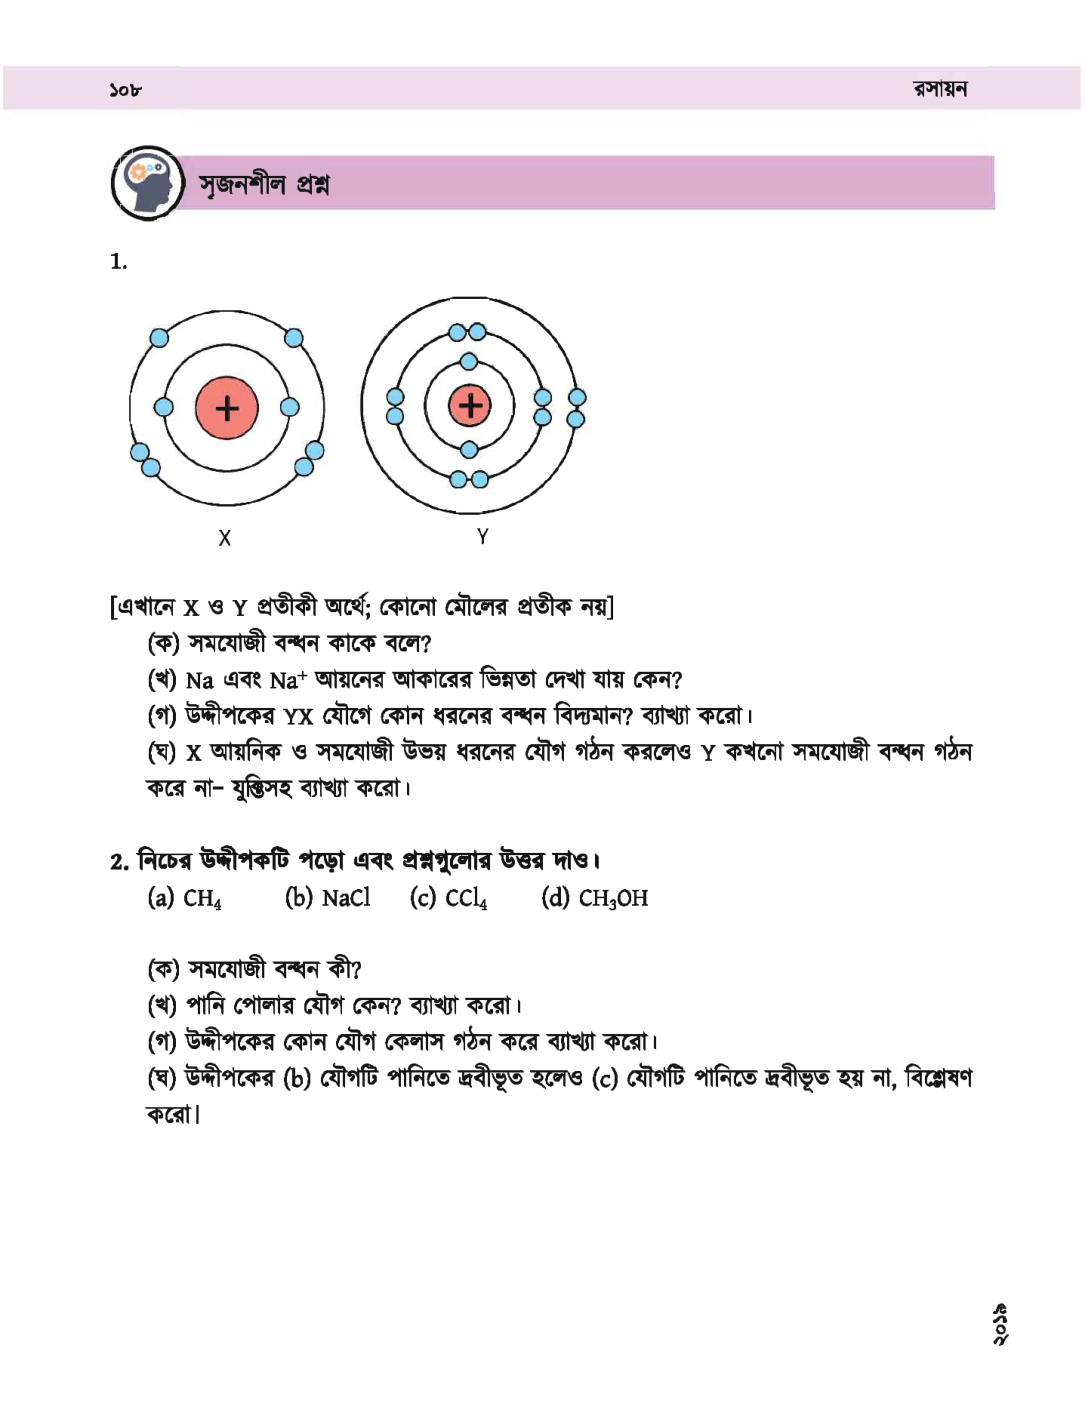 ১০৮
রসায়ন
সৃজনশীল প্রশ্ন
1.
+
+
X
Y
[এখানে X ও Y প্রতীকী অর্থে; কোনো মৌলের প্রতীক নয়]
(ক) সমযোজী বন্ধন কাকে বলে?
(খ) Na এবং Na⁺ আয়নের আকারের ভিন্নতা দেখা যায় কেন?
(গ) উদ্দীপকের YX যৌগে কোন ধরনের বন্ধন বিদ্যমান? ব্যাখ্যা করো।
(ঘ) X আয়নিক ও সমযোজী উভয় ধরনের যৌগ গঠন করলেও Y কখনো সমযোজী বন্ধন গঠন
করে না– যুক্তিসহ ব্যাখ্যা করো।
2. নিচের উদ্দীপকটি পড়ো এবং প্রশ্নগুলোর উত্তর দাও।
(a) CH₄ (b) NaCl (c) CCl₄ (d) CH₃OH
(ক) সমযোজী বন্ধন কী?
(খ) পানি পোলার যৌগ কেন? ব্যাখ্যা করো।
(গ) উদ্দীপকের কোন যৌগ কেলাস গঠন করে ব্যাখ্যা করো।
(ঘ) উদ্দীপকের (b) যৌগটি পানিতে দ্রবীভূত হলেও (c) যৌগটি পানিতে দ্রবীভূত হয় না, বিশ্লেষণ
করো|
২০১৯